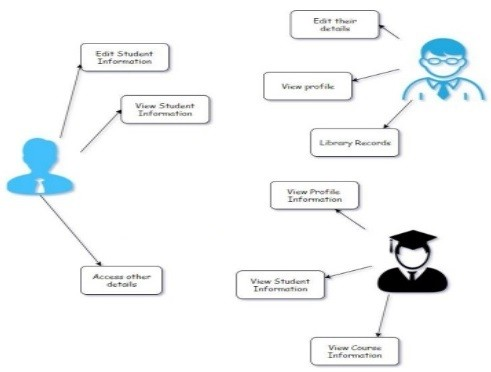 Edit Student
Information
View Student
Information
Access other
details
Edit their
details
View profile
Library Records
View Profile
Information
View Student
Information
View Course
Information